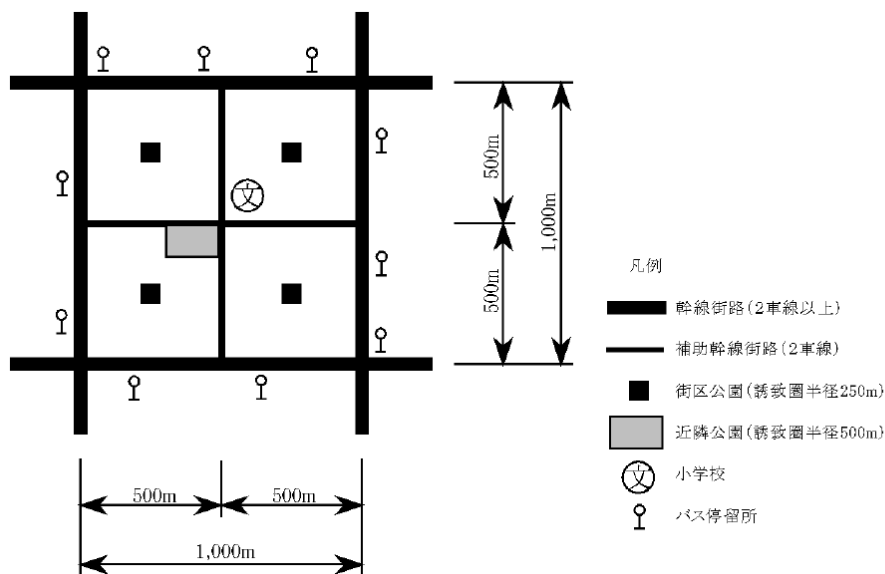 文
500m
500m
1,000m
500m
500m
1,000m
凡例
幹線街路(2車線以上)
補助幹線街路(2車線)
街区公園(誘致圏半径250m)
近隣公園(誘致圏半径500m)
文
小学校
バス停留所